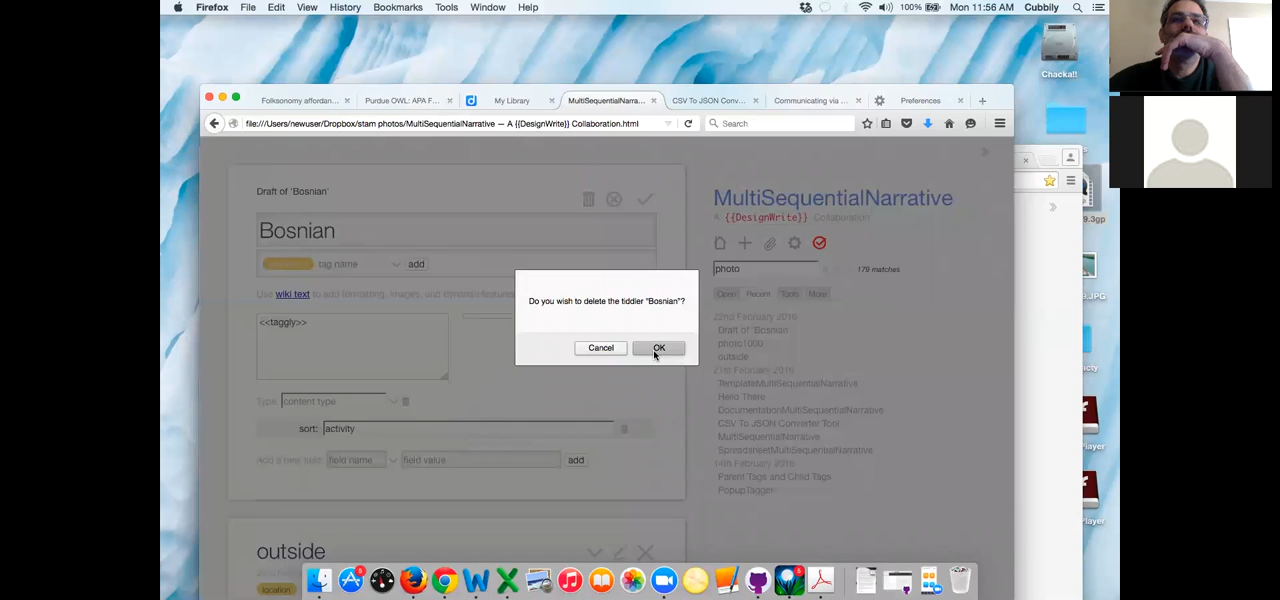 Firefox File Edit View History Bookmarks Tools Window Help
100% Mon 11:56 AM Cubbily
Chacka!!
Folksonomy affordan... Purdue OWL: APA F... My Library MultiSequentialNarra... CSV To JSON Conv... Communicating via ... Preferences
file:///Users/newuser/Dropbox/stam photos/MultiSequentialNarrative — A {{DesignWrite}} Collaboration.html
Search
Draft of 'Bosnian'
Bosnian
tag name add
Use wiki text to add formatting, images, and dynamic features
<<taggly>>
Type: content type
sort: activity
Add a new field: field name field value add
outside
location
Do you wish to delete the tiddler "Bosnian"?
Cancel OK
MultiSequentialNarrative
A {{DesignWrite}} Collaboration
photo 179 matches
Open Recent Tools More
22nd February 2016
Draft of 'Bosnian'
photo1000
outside
21st February 2016
TemplateMultiSequentialNarrative
Hello There
DocumentationMultiSequentialNarrative
CSV To JSON Converter Tool
MultiSequentialNarrative
SpreadsheetMultiSequentialNarrative
14th February 2016
Parent Tags and Child Tags
PopupTagger
9.3gp
9.JPG
acty
Player
Player